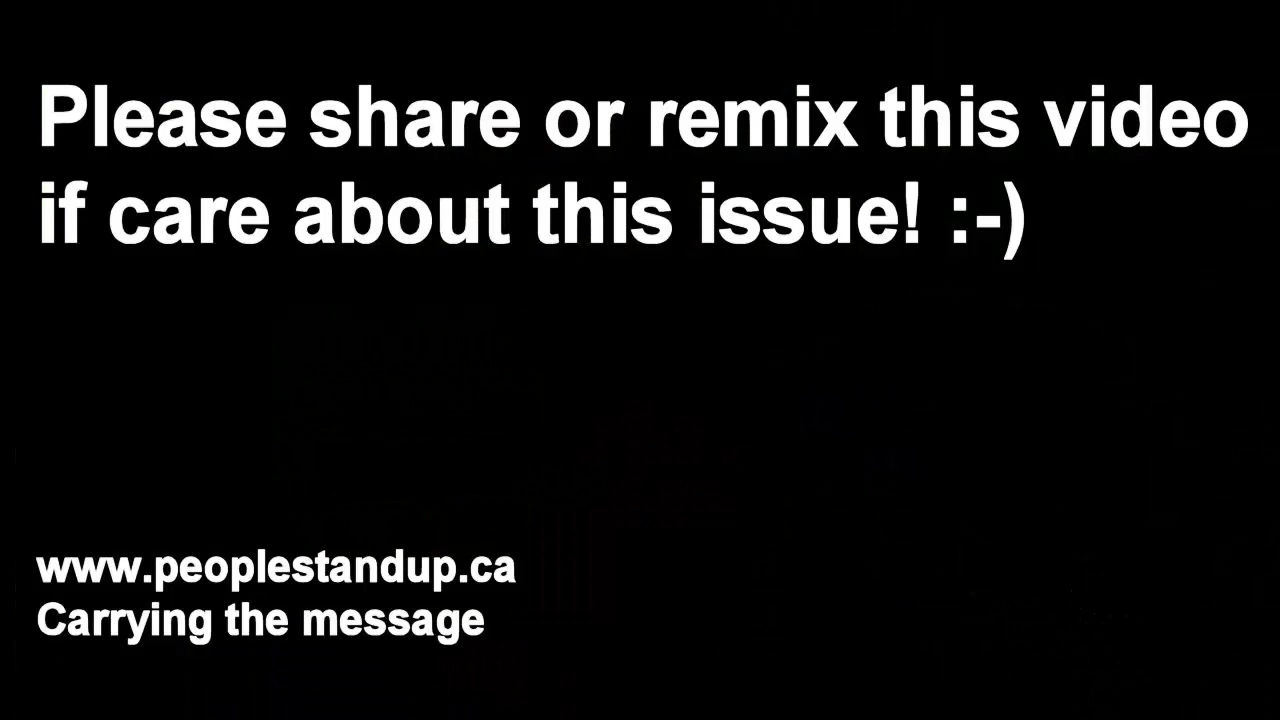 Please share or remix this video
if care about this issue! :-)
www.peoplestandup.ca
Carrying the message